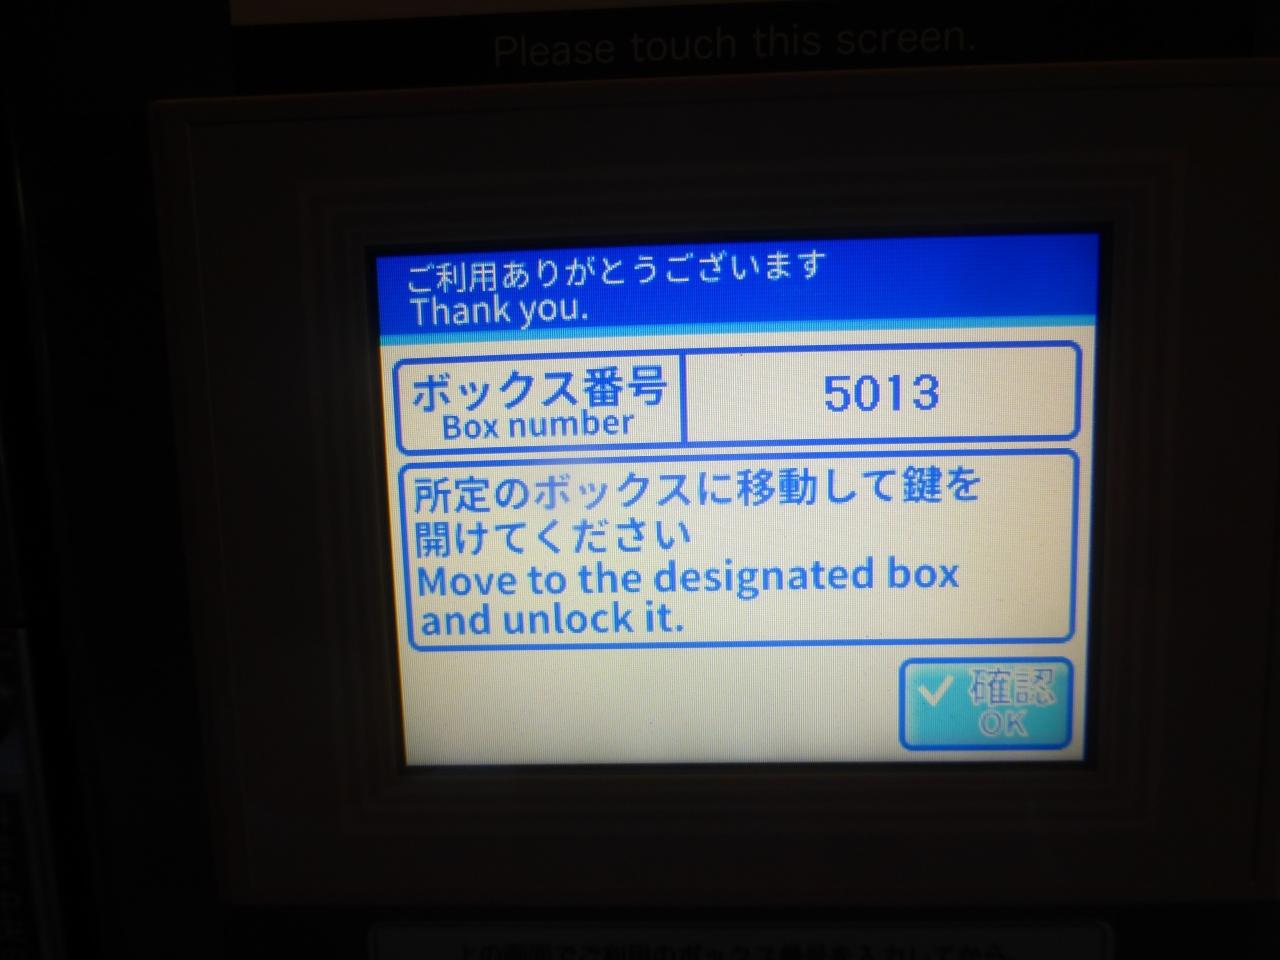 Please touch this screen.
ご利用ありがとうございます
Thank you.
ボックス番号
Box number
5013
所定のボックスに移動して鍵を
開けてください
Move to the designated box
and unlock it.
確認
OK